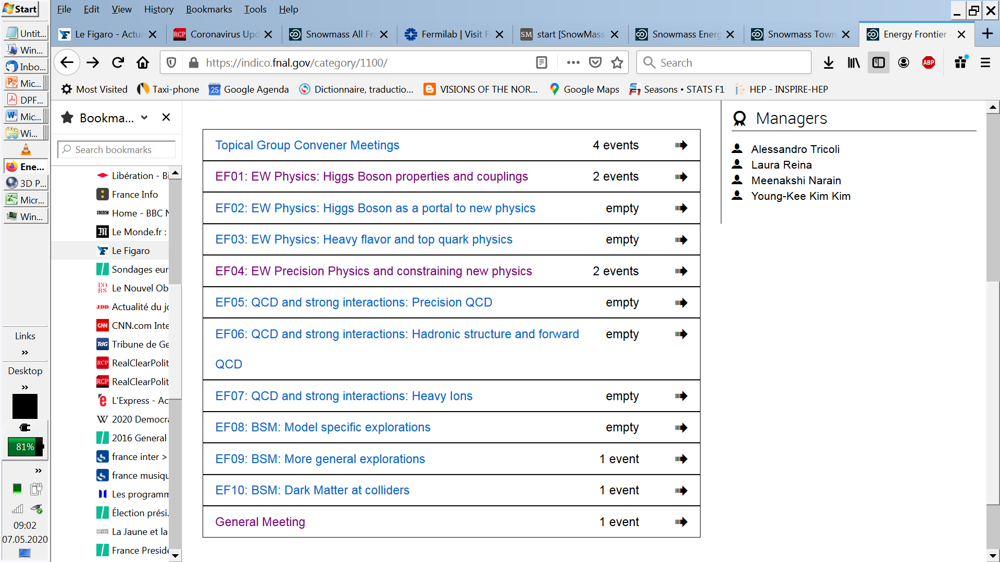 Start
File Edit View History Bookmarks Tools Help
Le Figaro - Actua
Coronavirus Upd
Snowmass All Fr
Fermilab | Visit Fe
start [SnowMass
Snowmass Energ
Snowmass Town
Energy Frontier
https://indico.fnal.gov/category/1100/
Search
ABP
Most Visited
Taxi-phone
25 Google Agenda
Dictionnaire, traductio...
VISIONS OF THE NOR...
Google Maps
Seasons • STATS F1
HEP - INSPIRE-HEP
Untit...
Win...
Inbo...
Mic...
DPF...
Mic...
Wi...
Ene...
3D P...
Micr...
Win...
Links
»
Desktop
»
81%
»
09:02
07.05.2020
Bookma...
Search bookmarks
Libération - Bi
France Info
BBC Home - BBC N
Le Monde.fr :
Le Figaro
Sondages eur
L'OBS Le Nouvel Ob
JDD Actualité du jo
CNN CNN.com Inte
TdG Tribune de Ge
RCP RealClearPolit
RCP RealClearPolit
L'Express - Ac
W 2020 Democra
2016 General
france inter >
france musiqu
Les programm
Élection prési.
La Jaune et la
France Preside
Topical Group Convener Meetings 4 events
EF01: EW Physics: Higgs Boson properties and couplings 2 events
EF02: EW Physics: Higgs Boson as a portal to new physics empty
EF03: EW Physics: Heavy flavor and top quark physics empty
EF04: EW Precision Physics and constraining new physics 2 events
EF05: QCD and strong interactions: Precision QCD empty
EF06: QCD and strong interactions: Hadronic structure and forward empty
QCD
EF07: QCD and strong interactions: Heavy Ions empty
EF08: BSM: Model specific explorations empty
EF09: BSM: More general explorations 1 event
EF10: BSM: Dark Matter at colliders 1 event
General Meeting 1 event
Managers
Alessandro Tricoli
Laura Reina
Meenakshi Narain
Young-Kee Kim Kim